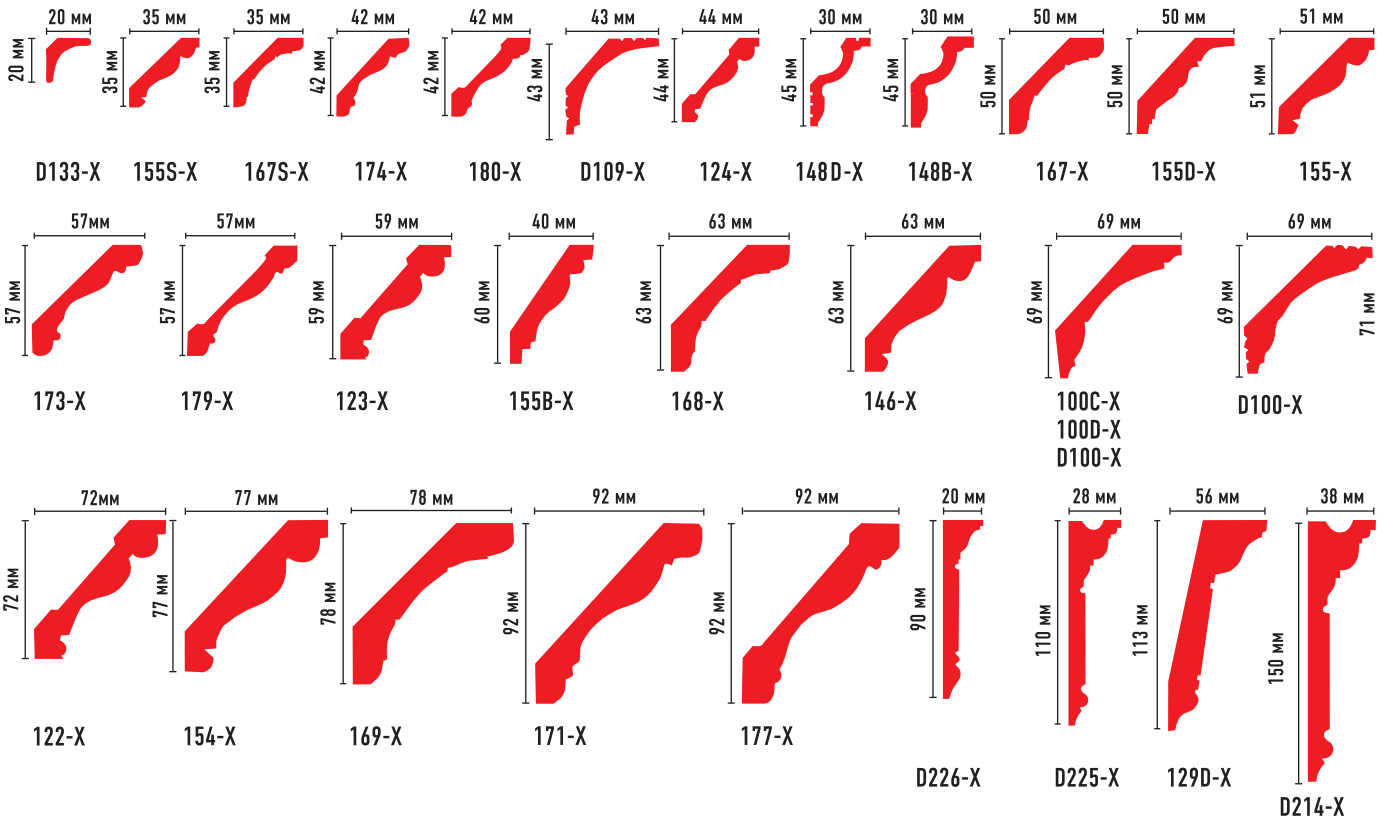 20 мм
35 мм
35 мм
42 мм
42 мм
43 мм
44 мм
30 мм
30 мм
50 мм
50 мм
51 мм
20 мм
35 мм
35 мм
42 мм
42 мм
43 мм
44 мм
45 мм
45 мм
50 мм
50 мм
51 мм
D133-X
155S-X
167S-X
174-X
180-X
D109-X
124-X
148D-X
148B-X
167-X
155D-X
155-X
57мм
57мм
59 мм
40 мм
63 мм
63 мм
69 мм
69 мм
57 мм
57 мм
59 мм
60 мм
63 мм
63 мм
69 мм
69 мм
71 мм
173-X
179-X
123-X
155B-X
168-X
146-X
100C-X
100D-X
D100-X
D100-X
72мм
77 мм
78 мм
92 мм
92 мм
20 мм
28 мм
56 мм
38 мм
72 мм
77 мм
78 мм
92 мм
92 мм
90 мм
110 мм
113 мм
150 мм
122-X
154-X
169-X
171-X
177-X
D226-X
D225-X
129D-X
D214-X